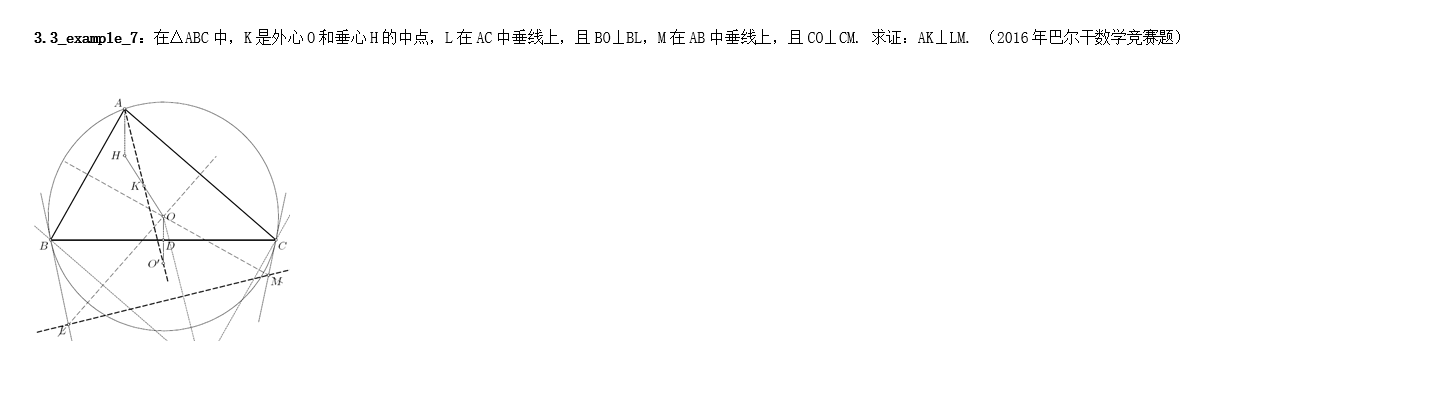 3.3_example_7: 在△ABC 中, K 是外心 O 和垂心 H 的中点, L 在 AC 中垂线上, 且 BO⊥BL, M 在 AB 中垂线上, 且 CO⊥CM. 求证: AK⊥LM. (2016 年巴尔干数学竞赛题)
A
H
K
O
B
D
C
O'
M
L